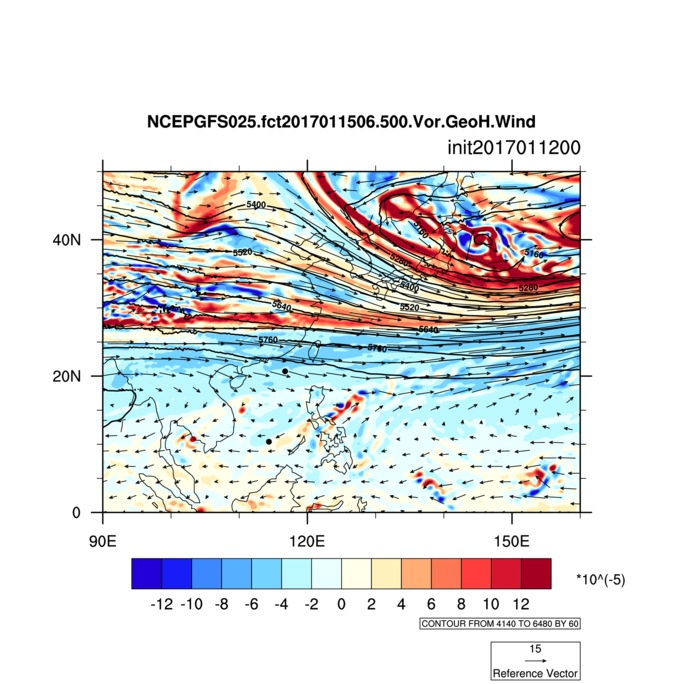 NCEPGFS025.fct2017011506.500.Vor.GeoH.Wind
init2017011200
5400
40N
5520
5160
5280
5400
5280
5520
5640
5640
5760
5760
20N
0
90E 120E 150E
-12 -10 -8 -6 -4 -2 0 2 4 6 8 10 12
*10^(-5)
CONTOUR FROM 4140 TO 6480 BY 60
15
Reference Vector